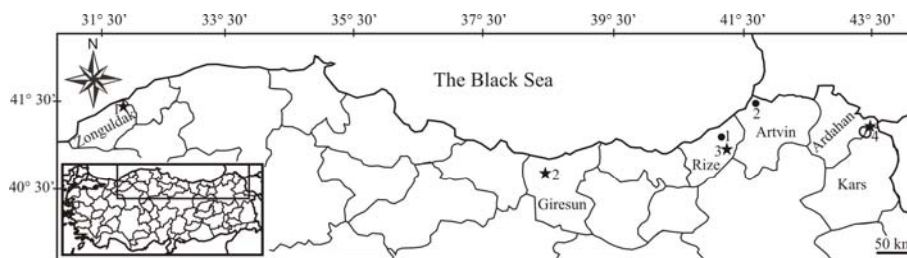 31° 30' 33° 30' 35° 30' 37° 30' 39° 30' 41° 30' 43° 30'
N
The Black Sea
41° 30'
Zonguldak
1
2
1
3
Rize
Artvin
Ardahan
4
40° 30'
2
Giresun
Kars
50 km